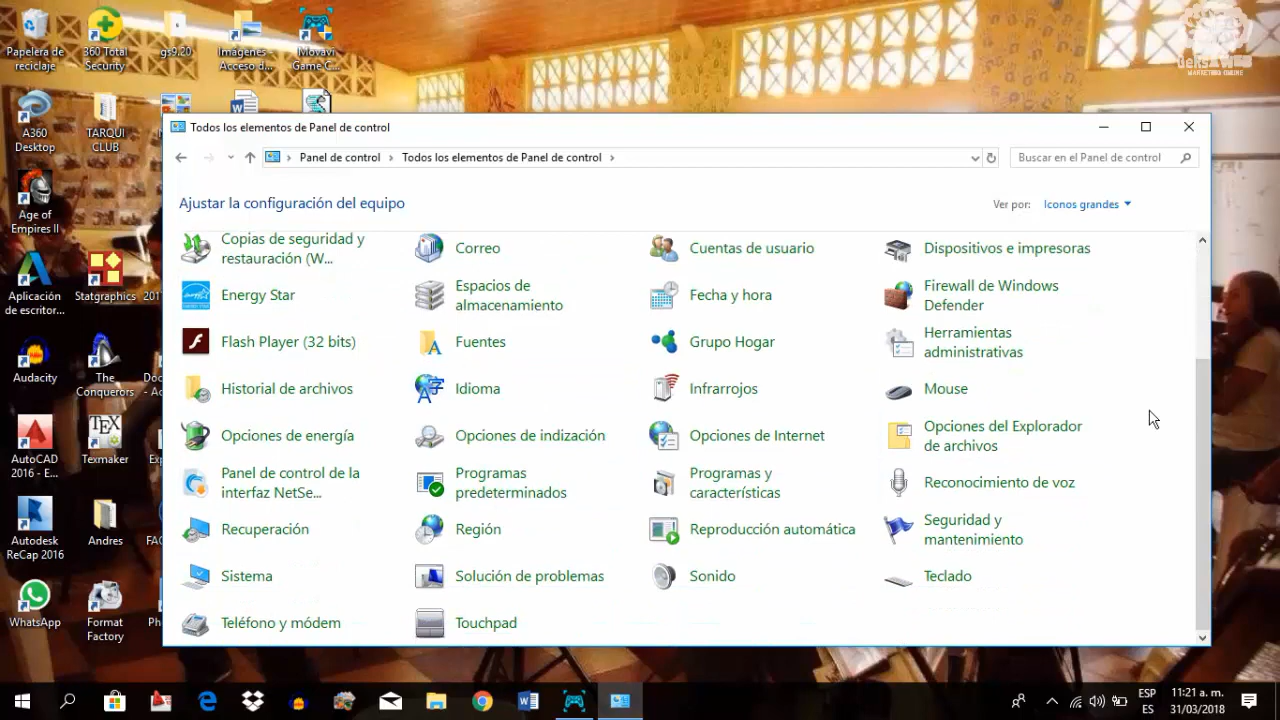 Papelera de
reciclaje
360 Total
Security
gs9.20
Imágenes -
Acceso d...
Movavi
Game C...
MARKETING ONLINE
A360
Desktop
TARQUI
CLUB
Age of
Empires II
Aplicación
de escritor...
Statgraphics
201
Audacity
The
Conquerors
Doc
- Ac
AutoCAD
2016 - E...
Texmaker
Exp
Autodesk
ReCap 2016
Andres
FAC
WhatsApp
Format
Factory
Ph
Todos los elementos de Panel de control
Panel de control
Todos los elementos de Panel de control
Buscar en el Panel de control
Ajustar la configuración del equipo
Ver por:
Iconos grandes
Copias de seguridad y
restauración (W...
Correo
Cuentas de usuario
Dispositivos e impresoras
Energy Star
Espacios de
almacenamiento
Fecha y hora
Firewall de Windows
Defender
Flash Player (32 bits)
Fuentes
Grupo Hogar
Herramientas
administrativas
Historial de archivos
Idioma
Infrarrojos
Mouse
Opciones de energía
Opciones de indización
Opciones de Internet
Opciones del Explorador
de archivos
Panel de control de la
interfaz NetSe...
Programas
predeterminados
Programas y
características
Reconocimiento de voz
Recuperación
Región
Reproducción automática
Seguridad y
mantenimiento
Sistema
Solución de problemas
Sonido
Teclado
Teléfono y módem
Touchpad
ESP
ES
11:21 a. m.
31/03/2018